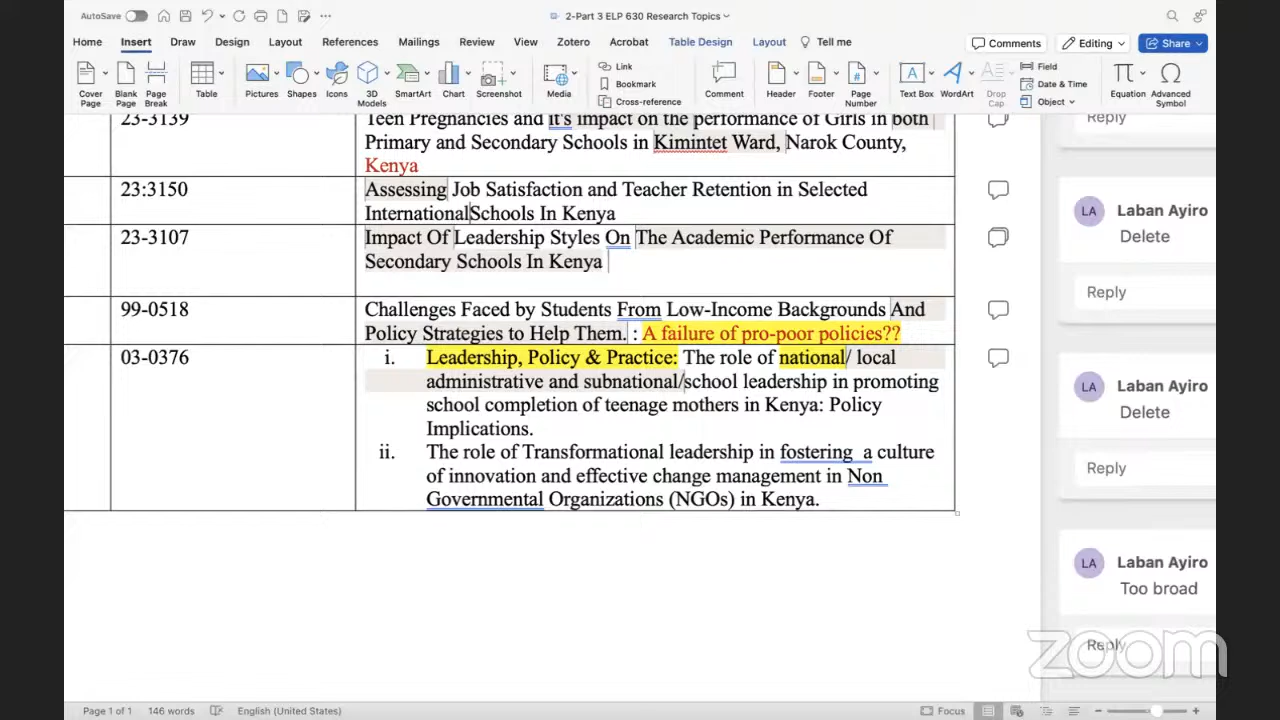 AutoSave
2-Part 3 ELP 630 Research Topics
Home Insert Draw Design Layout References Mailings Review View Zotero Acrobat Table Design Layout Tell me Comments Editing Share
Cover Page
Blank Page
Page Break
Table
Pictures
Shapes
Icons
3D Models
SmartArt
Chart
Screenshot
Media
Link
Bookmark
Cross-reference
Comment
Header
Footer
Page Number
Text Box
WordArt
Drop Cap
Field
Date & Time
Object
Equation
Advanced Symbol
23-3139
Teen Pregnancies and it's impact on the performance of Girls in both
Primary and Secondary Schools in Kimintet Ward, Narok County,
Kenya
23:3150
Assessing Job Satisfaction and Teacher Retention in Selected
InternationalSchools In Kenya
23-3107
Impact Of Leadership Styles On The Academic Performance Of
Secondary Schools In Kenya
99-0518
Challenges Faced by Students From Low-Income Backgrounds And
Policy Strategies to Help Them. : A failure of pro-poor policies??
03-0376
i. Leadership, Policy & Practice: The role of national/ local
administrative and subnational/school leadership in promoting
school completion of teenage mothers in Kenya: Policy
Implications.
ii. The role of Transformational leadership in fostering a culture
of innovation and effective change management in Non
Governmental Organizations (NGOs) in Kenya.
Reply
LA Laban Ayiro
Delete
Reply
LA Laban Ayiro
Delete
Reply
LA Laban Ayiro
Too broad
Reply
zoom
Page 1 of 1 146 words English (United States) Focus